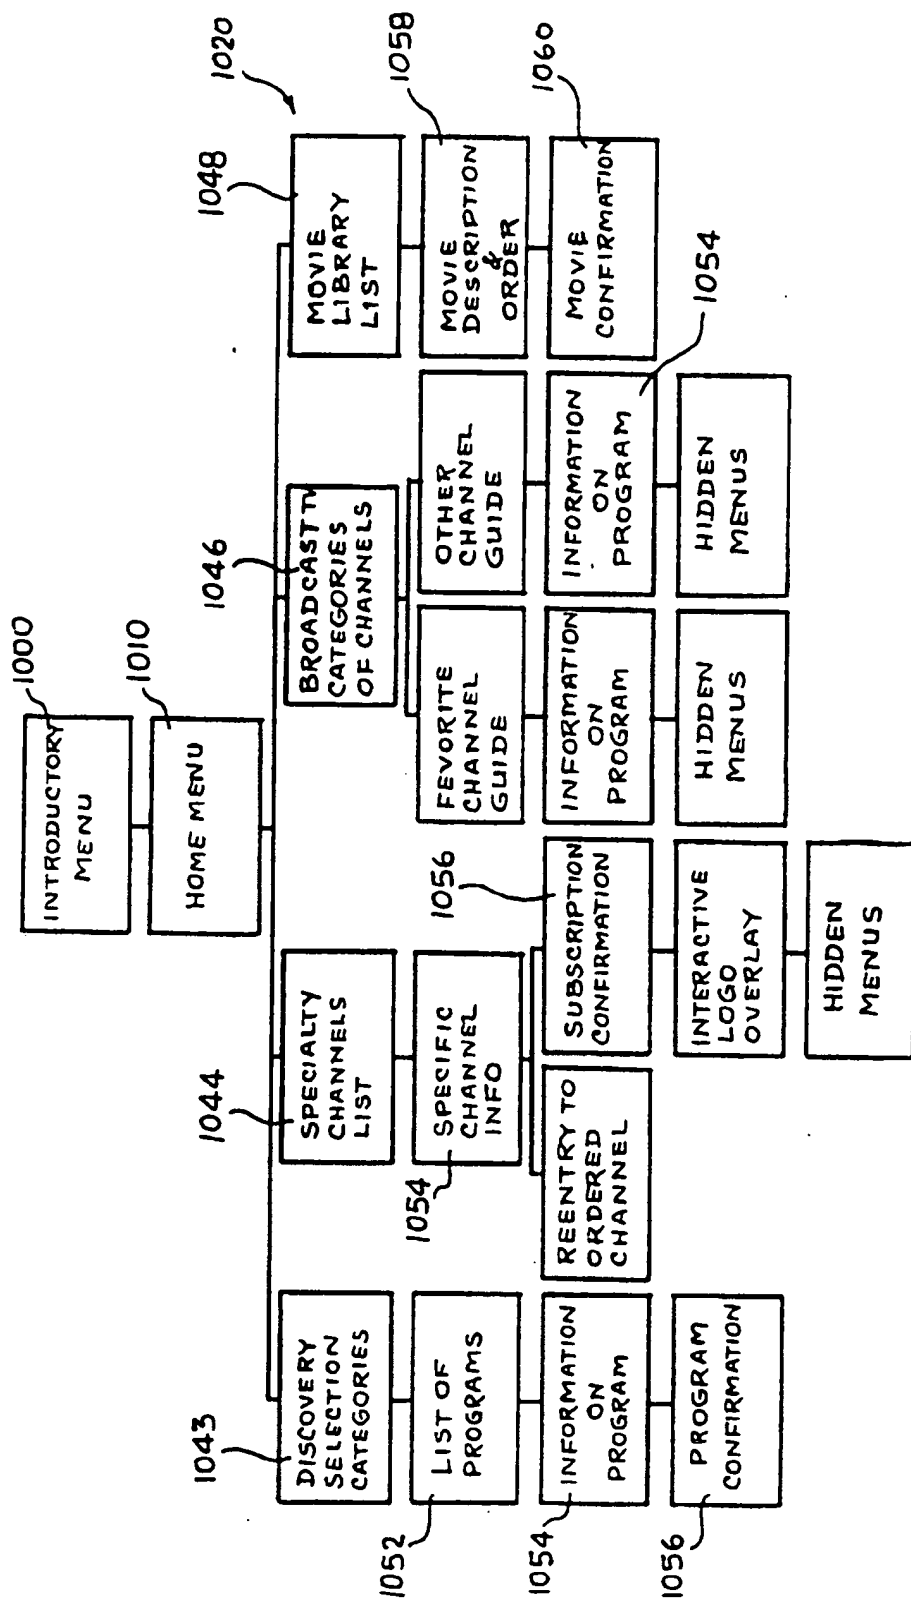 1000
INTRODUCTORY
MENU
1010
HOME MENU
1020
1043
DISCOVERY
SELECTION
CATEGORIES
1044
SPECIALTY
CHANNELS
LIST
1046
BROADCAST TV
CATEGORIES
OF CHANNELS
1048
MOVIE
LIBRARY
LIST
1052
LIST OF
PROGRAMS
1054
SPECIFIC
CHANNEL
INFO
FEVORITE
CHANNEL
GUIDE
OTHER
CHANNEL
GUIDE
1058
MOVIE
DESCRIPTION
&
ORDER
1054
INFORMATION
ON
PROGRAM
REENTRY TO
ORDERED
CHANNEL
1056
SUBSCRIPTION
CONFIRMATION
INFORMATION
ON
PROGRAM
INFORMATION
ON
PROGRAM
1054
1060
MOVIE
CONFIRMATION
1056
PROGRAM
CONFIRMATION
INTERACTIVE
LOGO
OVERLAY
HIDDEN
MENUS
HIDDEN
MENUS
HIDDEN
MENUS